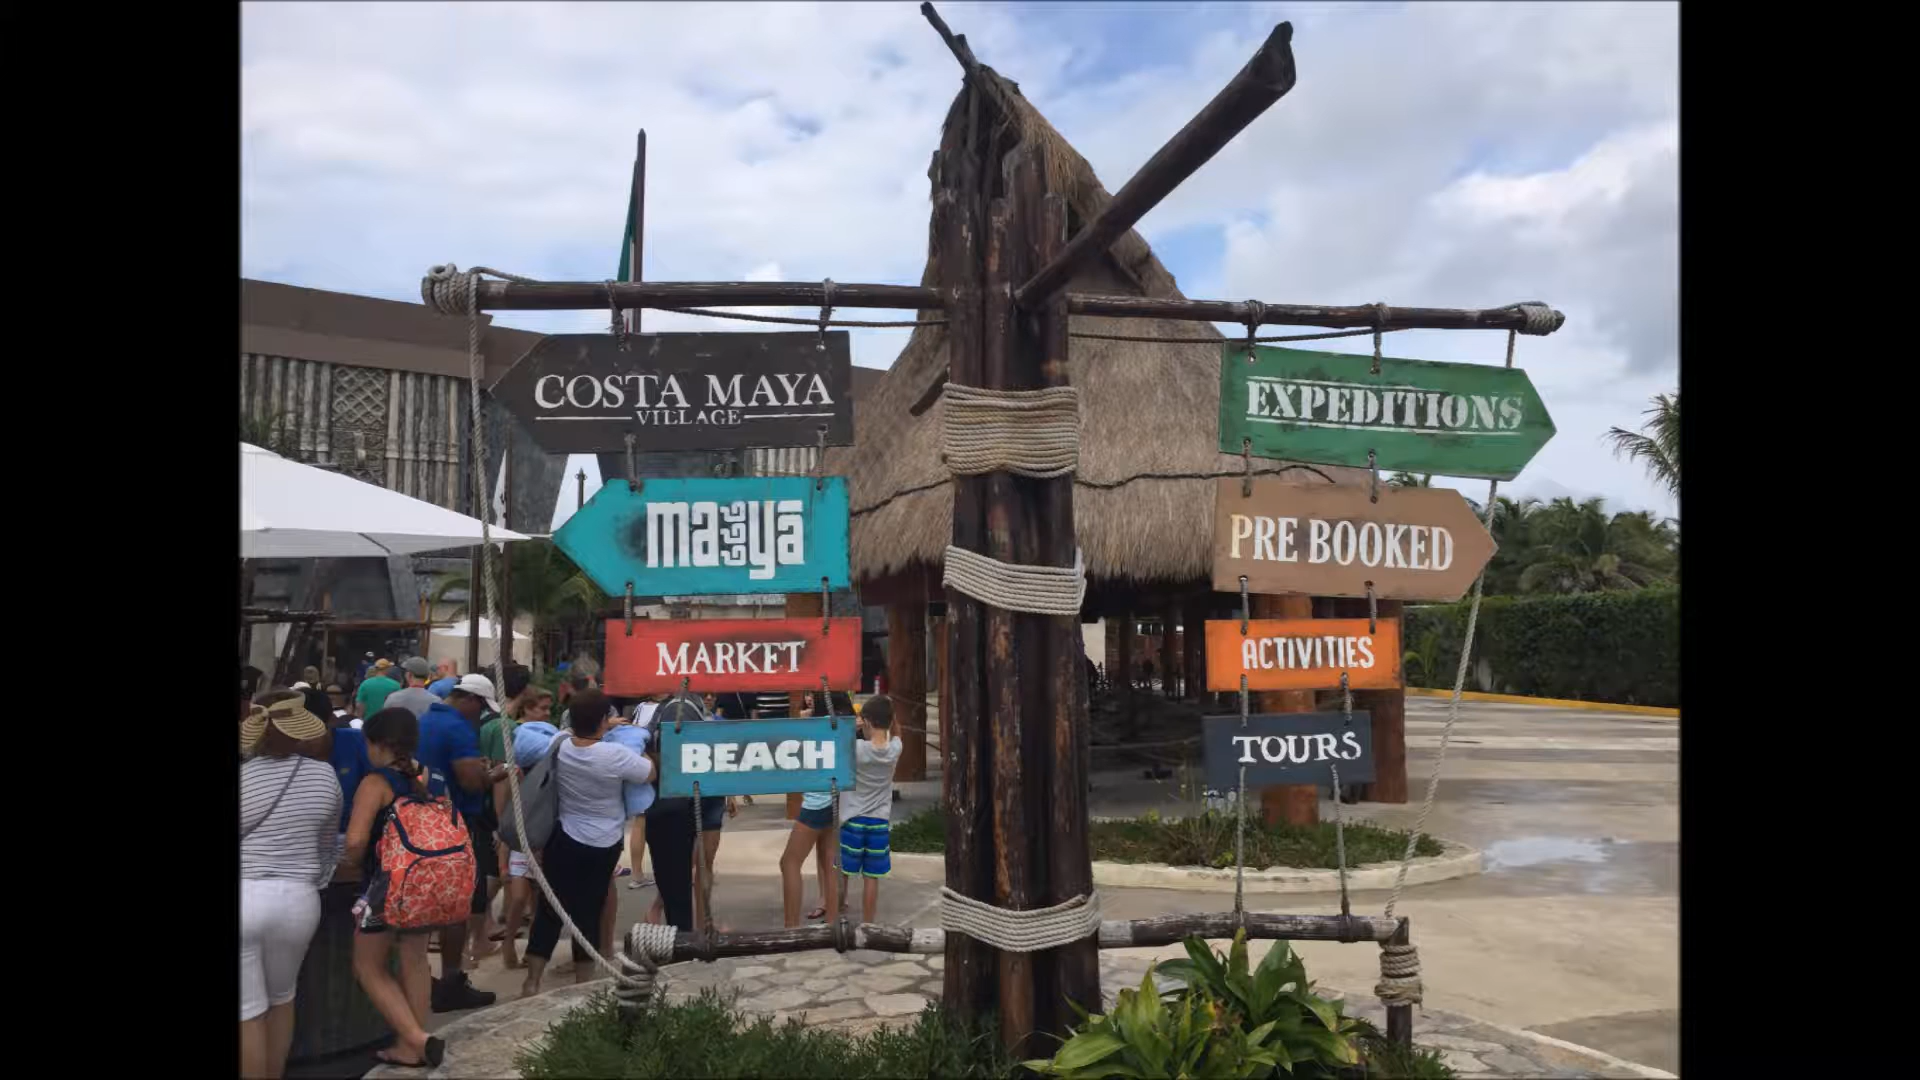 COSTA MAYA
VILLAGE
maya
MARKET
BEACH
EXPEDITIONS
PRE BOOKED
ACTIVITIES
TOURS